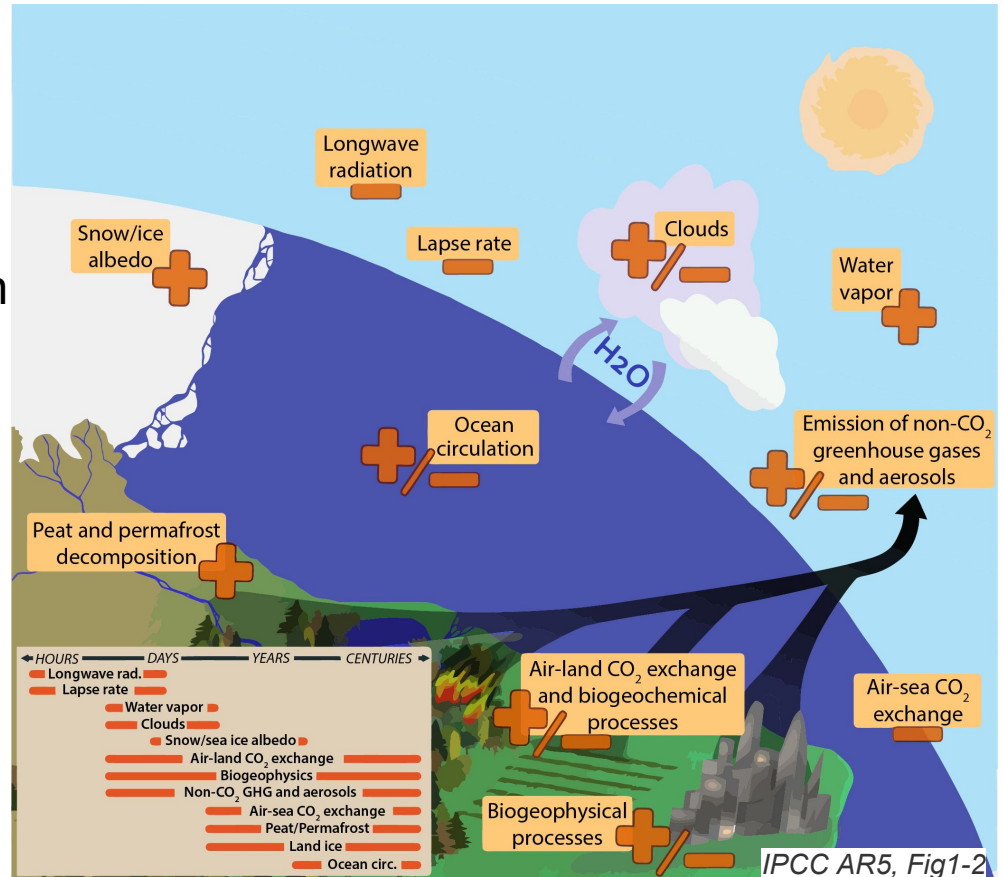 Longwave
radiation
Snow/ice
albedo
Lapse rate
Clouds
Water
vapor
n
H2O
Ocean
circulation
Emission of non-CO₂
greenhouse gases
and aerosols
Peat and permafrost
decomposition
HOURS DAYS YEARS CENTURIES
Longwave rad.
Lapse rate
Water vapor
Clouds
Snow/sea ice albedo
Air-land CO₂ exchange
Biogeophysics
Non-CO₂ GHG and aerosols
Air-sea CO₂ exchange
Peat/Permafrost
Land ice
Ocean circ.
Air-land CO₂ exchange
and biogeochemical
processes
Air-sea CO₂
exchange
Biogeophysical
processes
IPCC AR5, Fig1-2